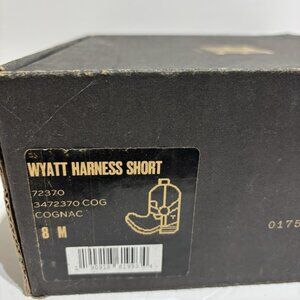 WYATT HARNESS SHORT
72370
3472370 COG
COGNAC
8 M
0175